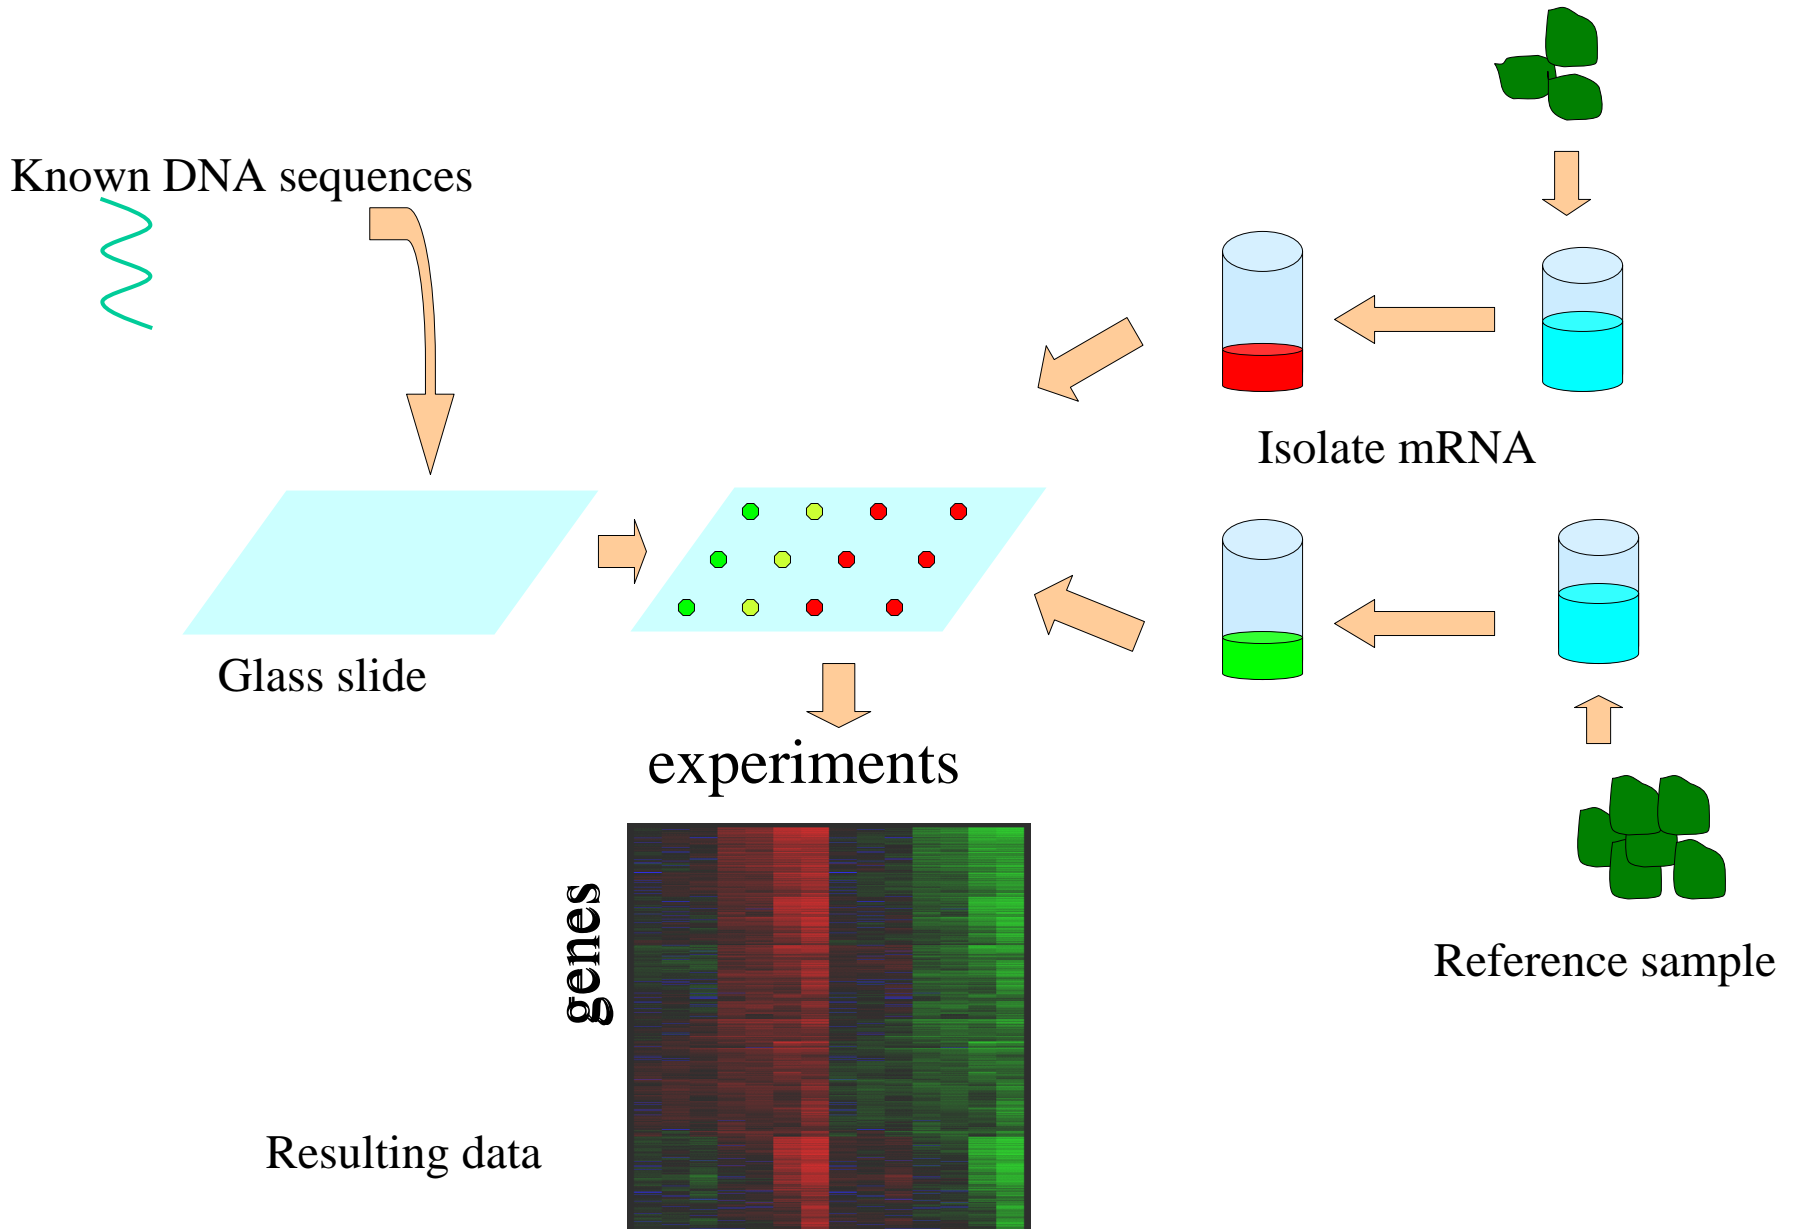 Known DNA sequences
Isolate mRNA
Glass slide
experiments
genes
Reference sample
Resulting data